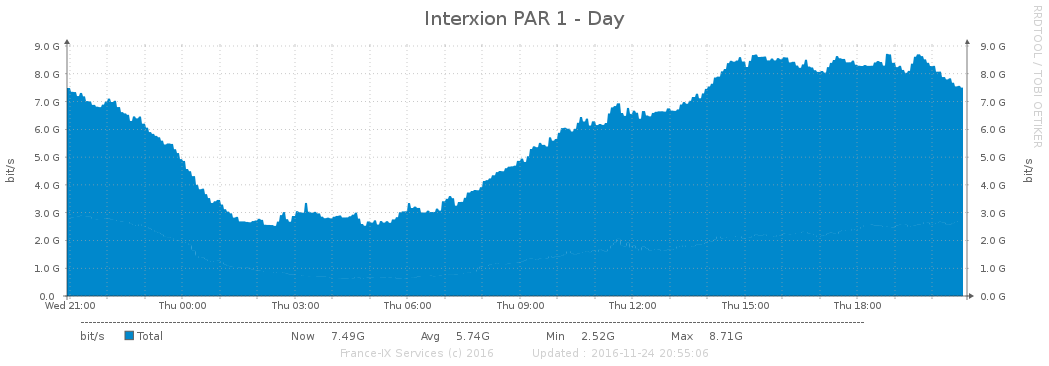 Interxion PAR 1 - Day
RRDTOOL / TOBI OETIKER
9.0 G 9.0 G
8.0 G 8.0 G
7.0 G 7.0 G
6.0 G 6.0 G
5.0 G 5.0 G
4.0 G 4.0 G
3.0 G 3.0 G
2.0 G 2.0 G
1.0 G 1.0 G
0.0 0.0 G
bit/s bit/s
Wed 21:00 Thu 00:00 Thu 03:00 Thu 06:00 Thu 09:00 Thu 12:00 Thu 15:00 Thu 18:00
bit/s Total Now 7.49G Avg 5.74G Min 2.52G Max 8.71G
France-IX Services (c) 2016 Updated : 2016-11-24 20:55:06